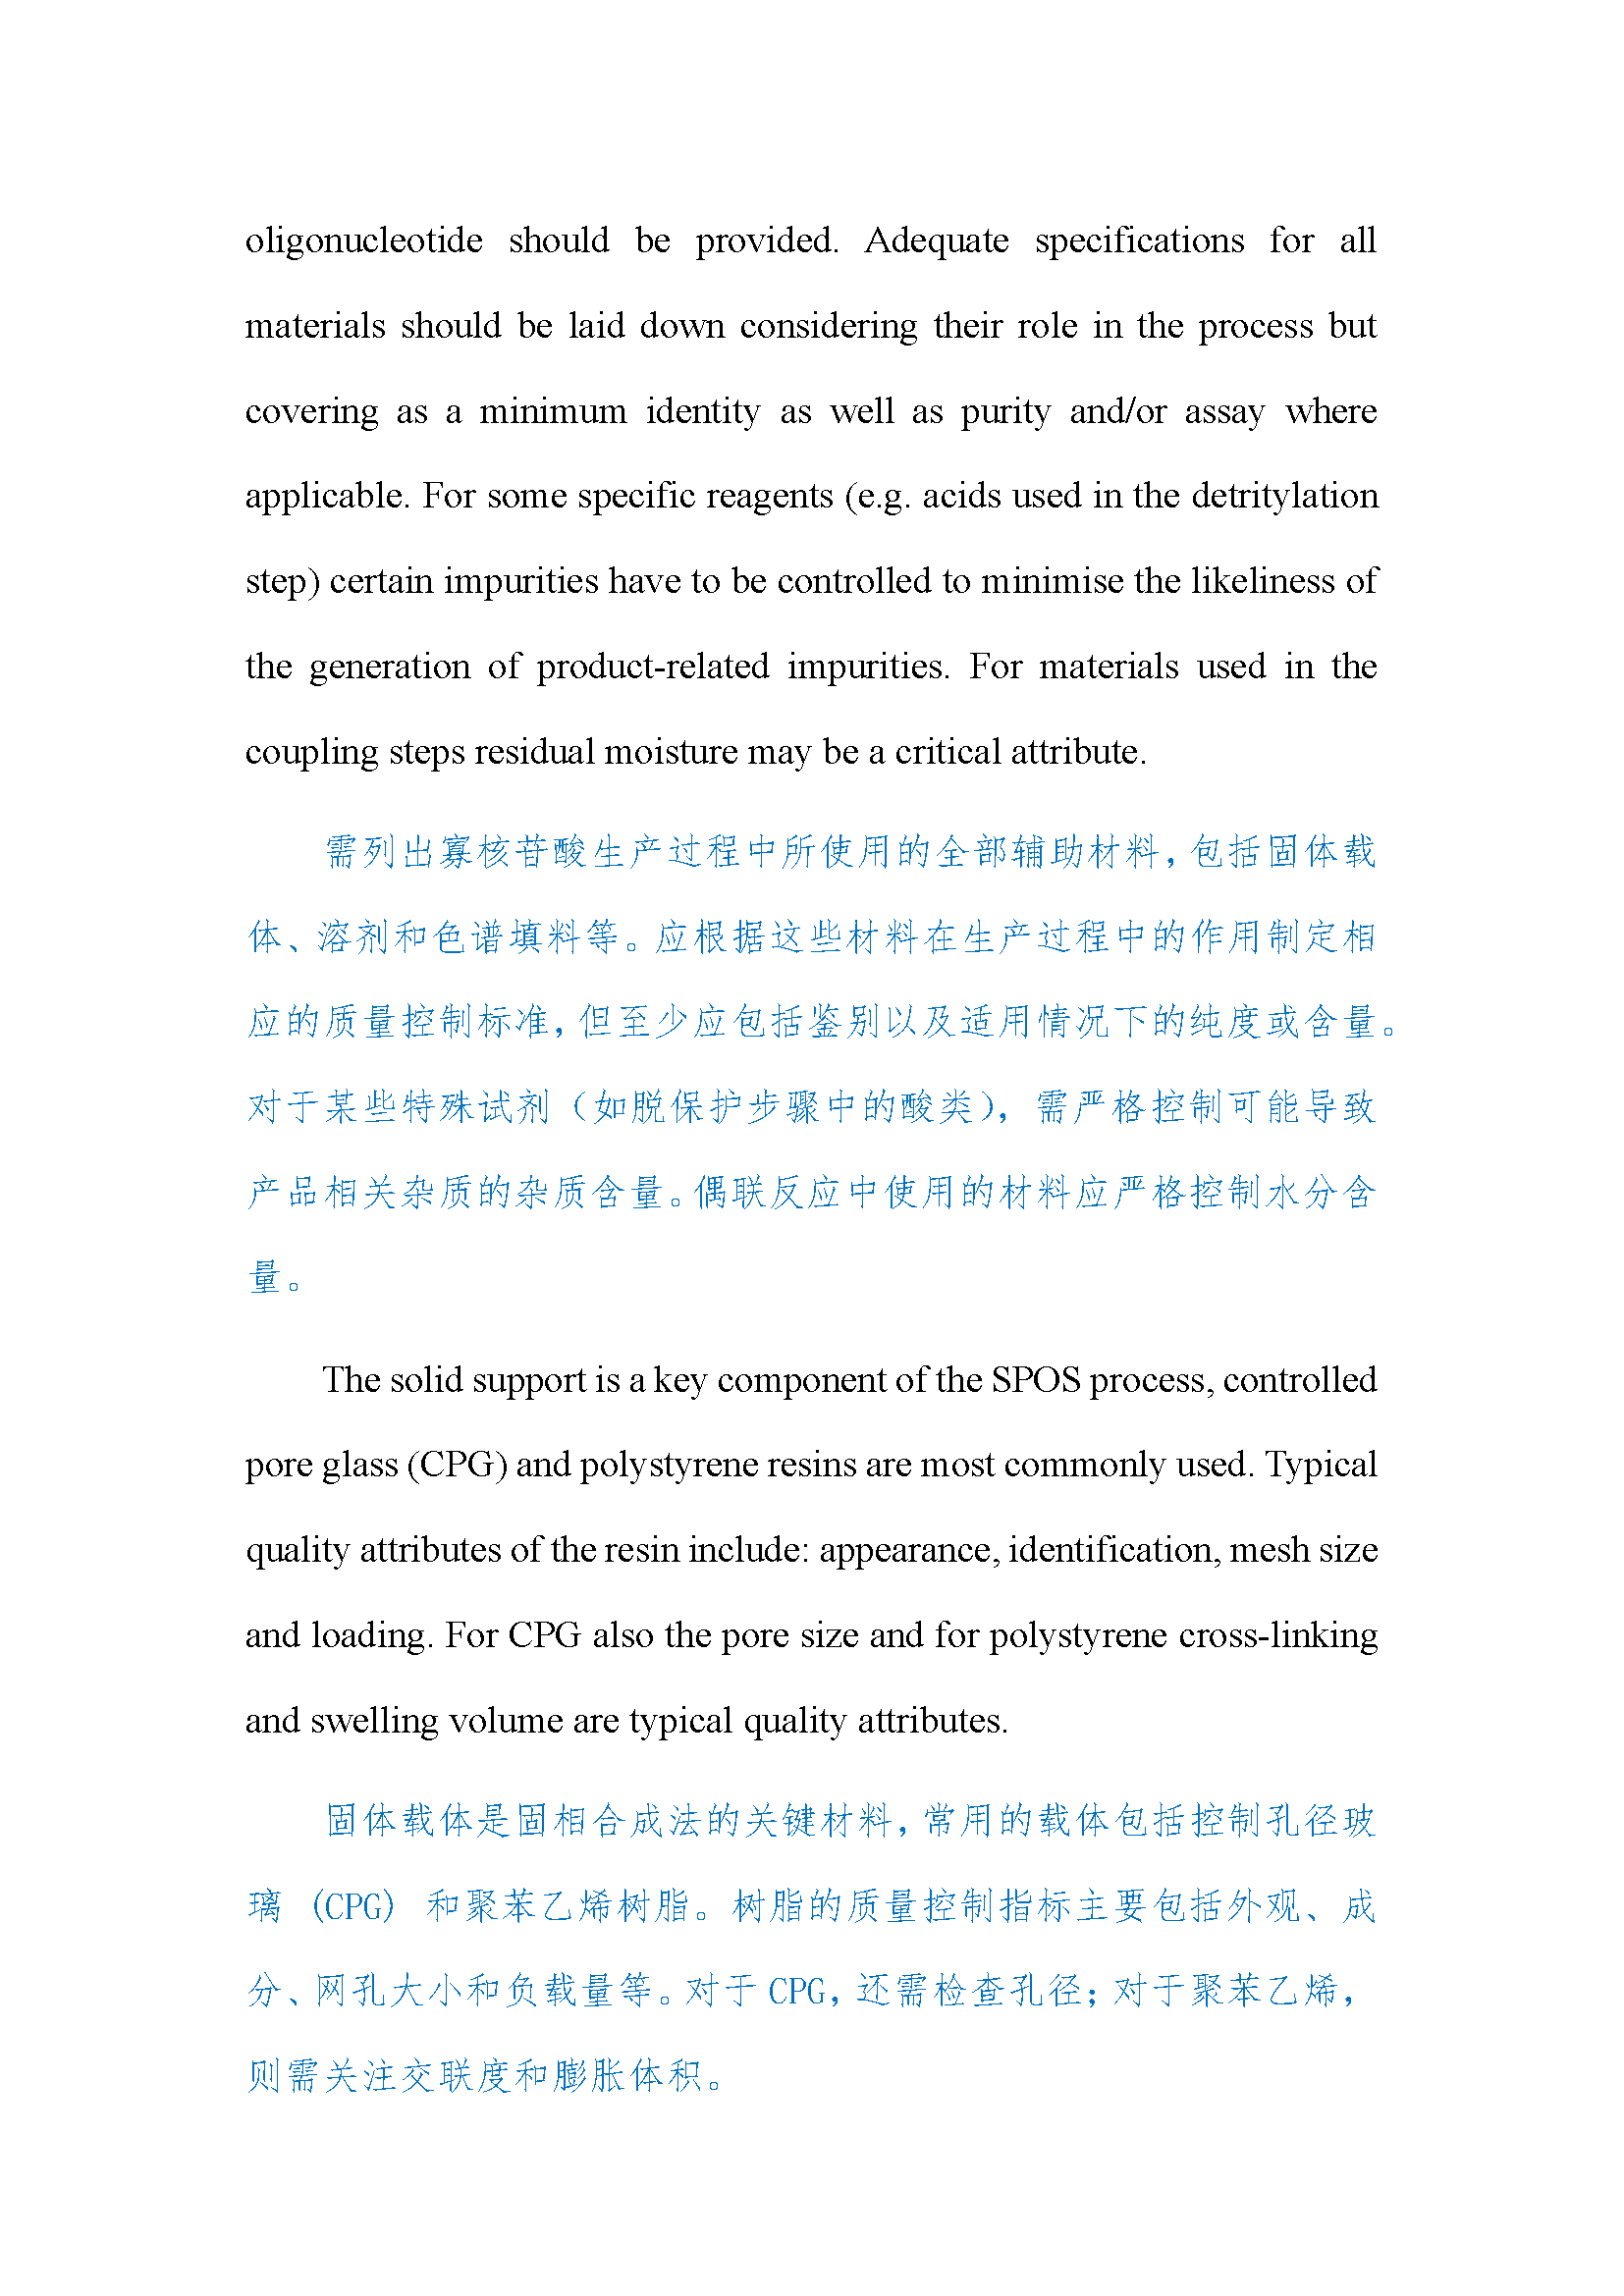 oligonucleotide should be provided. Adequate specifications for all
materials should be laid down considering their role in the process but
covering as a minimum identity as well as purity and/or assay where
applicable. For some specific reagents (e.g. acids used in the detritylation
step) certain impurities have to be controlled to minimise the likeliness of
the generation of product-related impurities. For materials used in the
coupling steps residual moisture may be a critical attribute.
需列出寡核苷酸生产过程中所使用的全部辅助材料，包括固体载
体、溶剂和色谱填料等。应根据这些材料在生产过程中的作用制定相
应的质量控制标准，但至少应包括鉴别以及适用情况下的纯度或含量。
对于某些特殊试剂（如脱保护步骤中的酸类），需严格控制可能导致
产品相关杂质的杂质含量。偶联反应中使用的材料应严格控制水分含
量。
The solid support is a key component of the SPOS process, controlled
pore glass (CPG) and polystyrene resins are most commonly used. Typical
quality attributes of the resin include: appearance, identification, mesh size
and loading. For CPG also the pore size and for polystyrene cross-linking
and swelling volume are typical quality attributes.
固体载体是固相合成法的关键材料，常用的载体包括控制孔径玻
璃 (CPG) 和聚苯乙烯树脂。树脂的质量控制指标主要包括外观、成
分、网孔大小和负载量等。对于 CPG，还需检查孔径；对于聚苯乙烯，
则需关注交联度和膨胀体积。